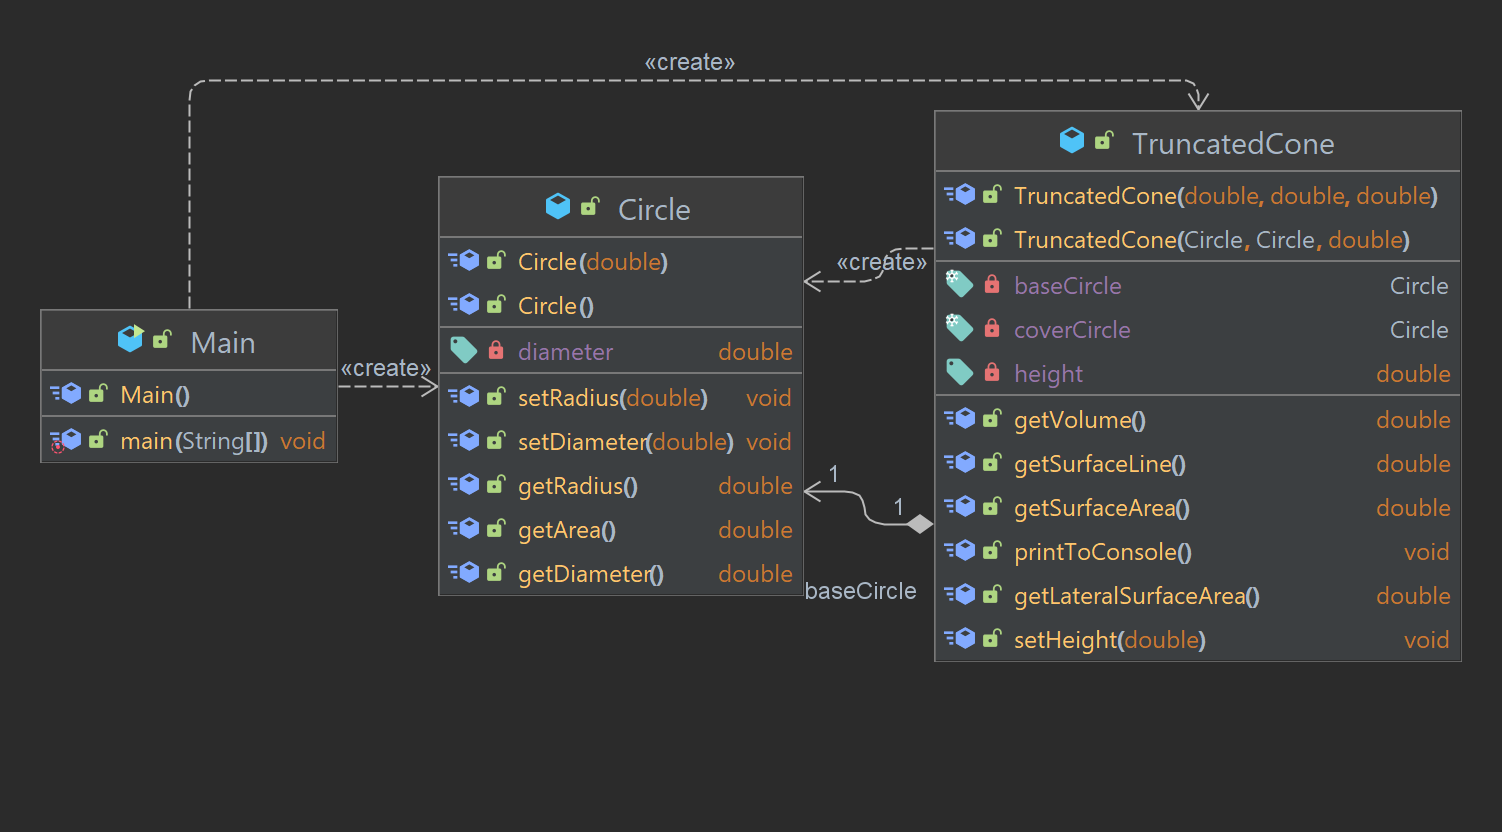 «create»
TruncatedCone
TruncatedCone(double, double, double)
TruncatedCone(Circle, Circle, double)
baseCircle Circle
coverCircle Circle
height double
getVolume() double
getSurfaceLine() double
getSurfaceArea() double
printToConsole() void
getLateralSurfaceArea() double
setHeight(double) void
«create»
Circle
Circle(double)
Circle()
diameter double
setRadius(double) void
setDiameter(double) void
getRadius() double
getArea() double
getDiameter() double
1
1
baseCircle
«create»
Main
Main()
main(String[]) void